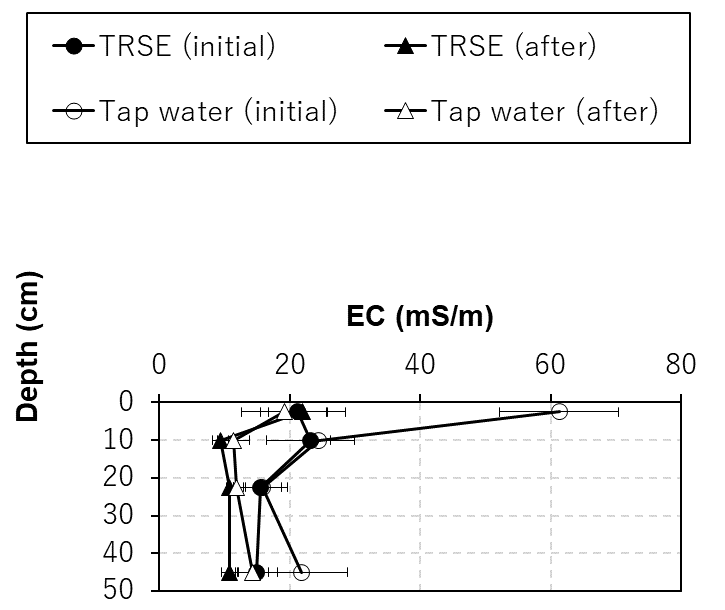 TRSE (initial) TRSE (after)
Tap water (initial) Tap water (after)
EC (mS/m)
Depth (cm)
0 20 40 60 80
0
10
20
30
40
50